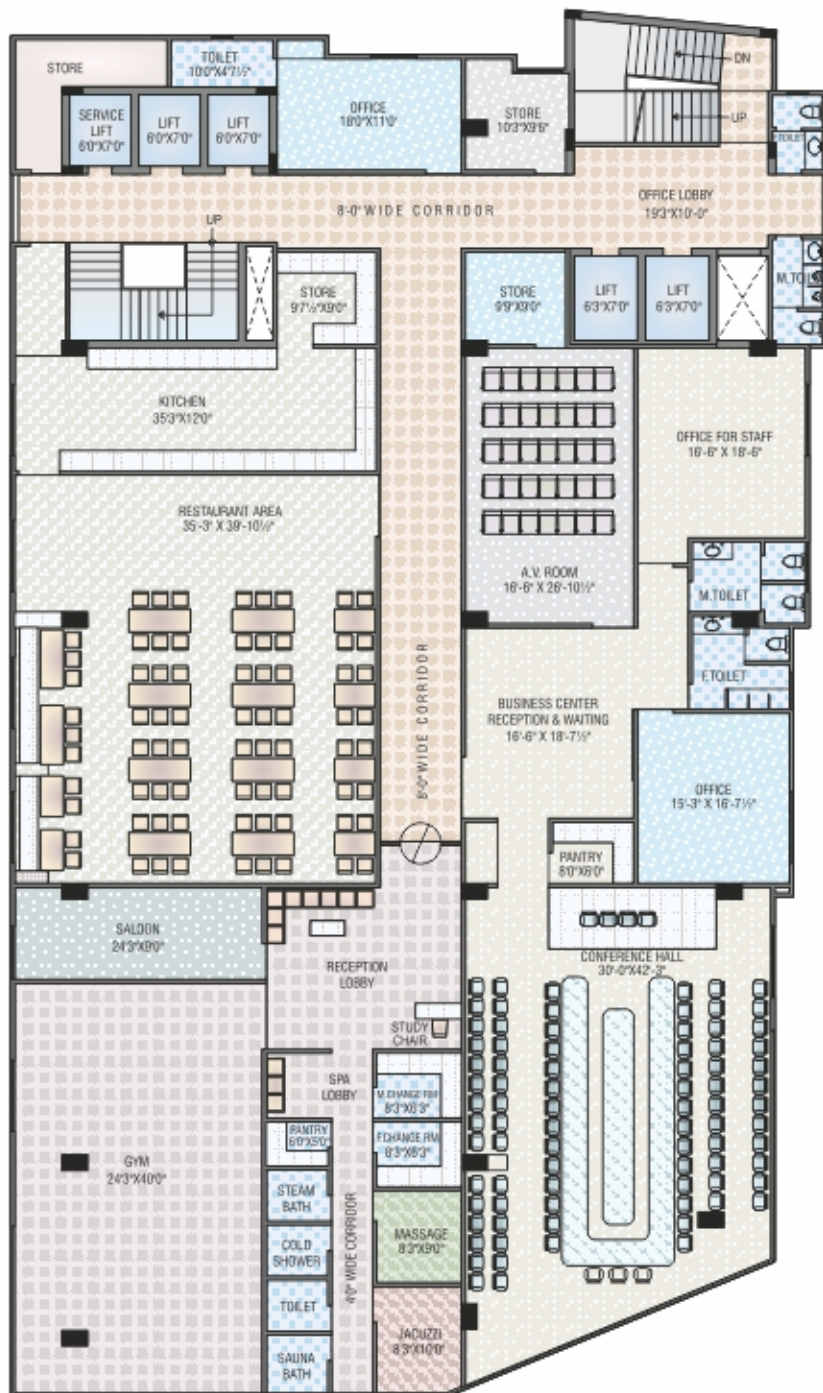 STORE
TOILET
10'0"X4'7½"
SERVICE
LIFT
6'0"X7'0"
LIFT
6'0"X7'0"
LIFT
6'0"X7'0"
OFFICE
18'0"X11'0"
STORE
10'3"X9'6"
DN
UP
F.TOILET
8'-0" WIDE CORRIDOR
OFFICE LOBBY
19'3"X10'-0"
UP
STORE
9'7½"X9'0"
STORE
9'9"X9'0"
LIFT
6'3"X7'0"
LIFT
6'3"X7'0"
KITCHEN
35'3"X12'0"
OFFICE FOR STAFF
16'-6" X 18'-6"
RESTAURANT AREA
35'-3" X 39'-10½"
A.V. ROOM
16'-6" X 26'-10½"
M.TOILET
F.TOILET
8'-0" WIDE CORRIDOR
BUSINESS CENTER
RECEPTION & WAITING
16'-6" X 18'-7½"
OFFICE
15'-3" X 16'-7½"
PANTRY
8'0"X6'0"
SALOON
24'3"X9'0"
RECEPTION
LOBBY
CONFERENCE HALL
30'-0"X42'-3"
STUDY
CHAIR
SPA
LOBBY
M.CHANGE RM
8'3"X6'3"
PANTRY
6'0"X5'0"
F.CHANGE RM.
8'3"X6'3"
GYM
24'3"X40'0"
STEAM
BATH
COLD
SHOWER
MASSAGE
8'3"X9'0"
4'0" WIDE CORRIDOR
TOILET
JACUZZI
8'3"X10'0"
SAUNA
BATH